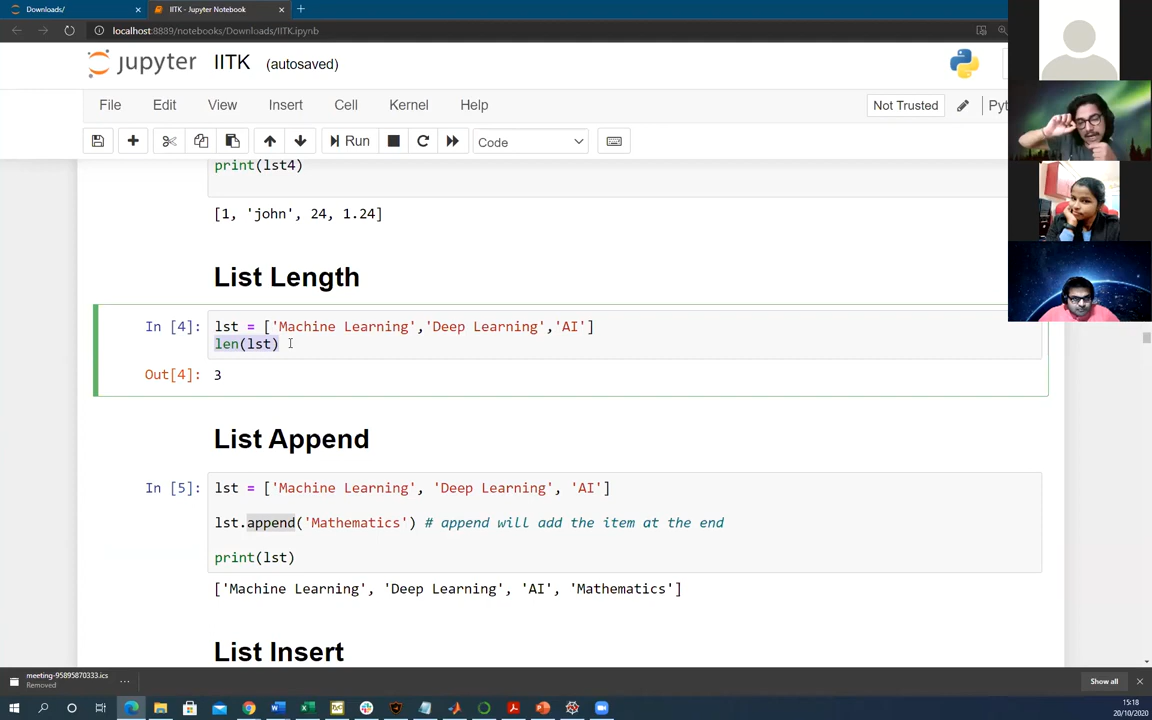 Downloads/
IITK - Jupyter Notebook
localhost:8889/notebooks/Downloads/IITK.ipynb
jupyter IITK (autosaved)
File Edit View Insert Cell Kernel Help
Not Trusted
Run Code
print(lst4)
[1, 'john', 24, 1.24]
List Length
In [4]: lst = ['Machine Learning','Deep Learning','AI']
len(lst)
Out[4]: 3
List Append
In [5]: lst = ['Machine Learning', 'Deep Learning', 'AI']
lst.append('Mathematics') # append will add the item at the end
print(lst)
['Machine Learning', 'Deep Learning', 'AI', 'Mathematics']
List Insert
meeting-95895870333.ics
Removed
Show all
15:18
20/10/2020